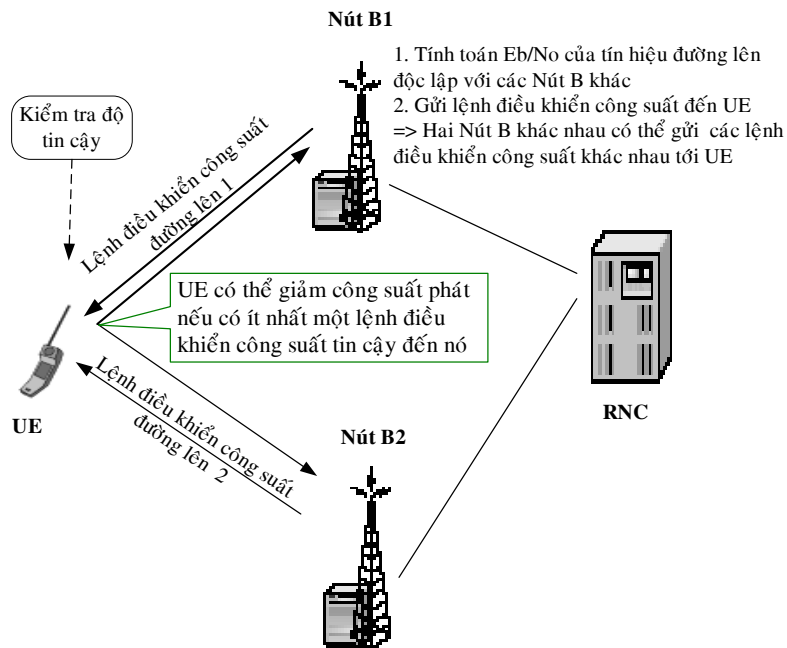 Nút B1
1. Tính toán Eb/No của tín hiệu đường lên
độc lập với các Nút B khác
2. Gửi lệnh điều khiển công suất đến UE
=> Hai Nút B khác nhau có thể gửi các lệnh
điều khiển công suất khác nhau tới UE
Kiểm tra độ
tin cậy
Lệnh điều khiển công suất
đường lên 1
UE có thể giảm công suất phát
nếu có ít nhất một lệnh điều
khiển công suất tin cậy đến nó
UE
RNC
Lệnh điều khiển công suất
đường lên 2
Nút B2